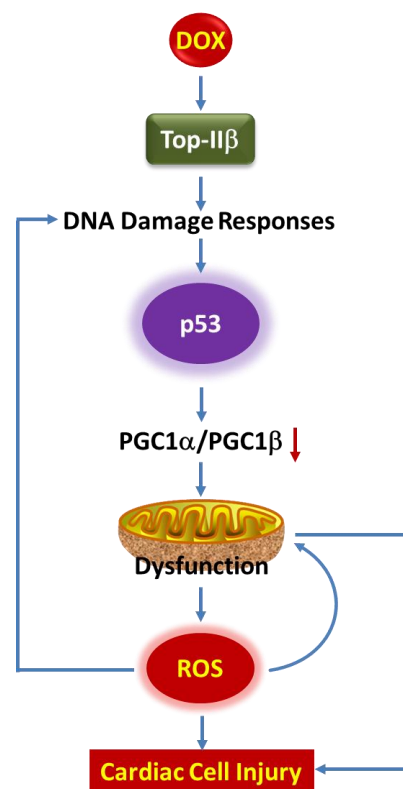 DOX
Top-IIβ
DNA Damage Responses
p53
PGC1α/PGC1β
Dysfunction
ROS
Cardiac Cell Injury